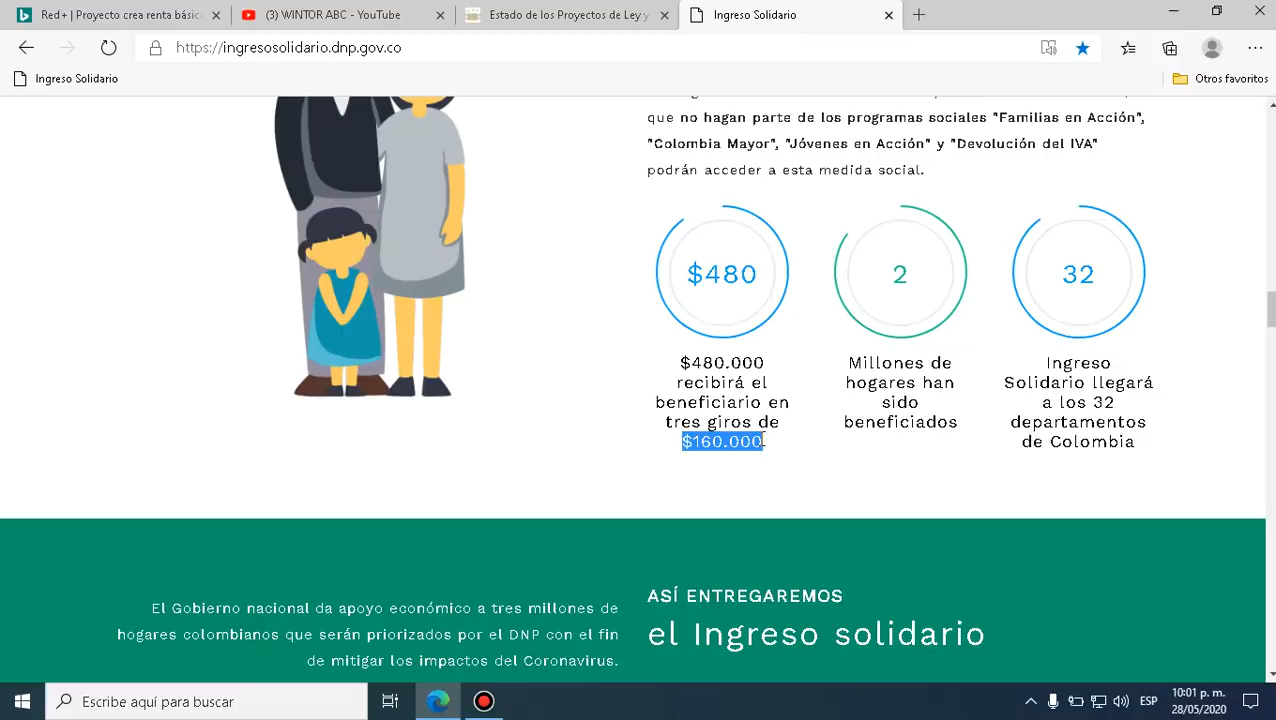 Red+ | Proyecto crea renta básica
(3) WINTOR ABC - YouTube
Estado de los Proyectos de Ley y
Ingreso Solidario
https://ingresosolidario.dnp.gov.co
Ingreso Solidario
Otros favoritos
que no hagan parte de los programas sociales "Familias en Acción",
"Colombia Mayor", "Jóvenes en Acción" y "Devolución del IVA"
podrán acceder a esta medida social.
$480
2
32
$480.000
recibirá el
beneficiario en
tres giros de
$160.000
Millones de
hogares han
sido
beneficiados
Ingreso
Solidario llegará
a los 32
departamentos
de Colombia
El Gobierno nacional da apoyo económico a tres millones de
hogares colombianos que serán priorizados por el DNP con el fin
de mitigar los impactos del Coronavirus.
ASÍ ENTREGAREMOS
el Ingreso solidario
Escribe aquí para buscar
ESP
10:01 p. m.
28/05/2020